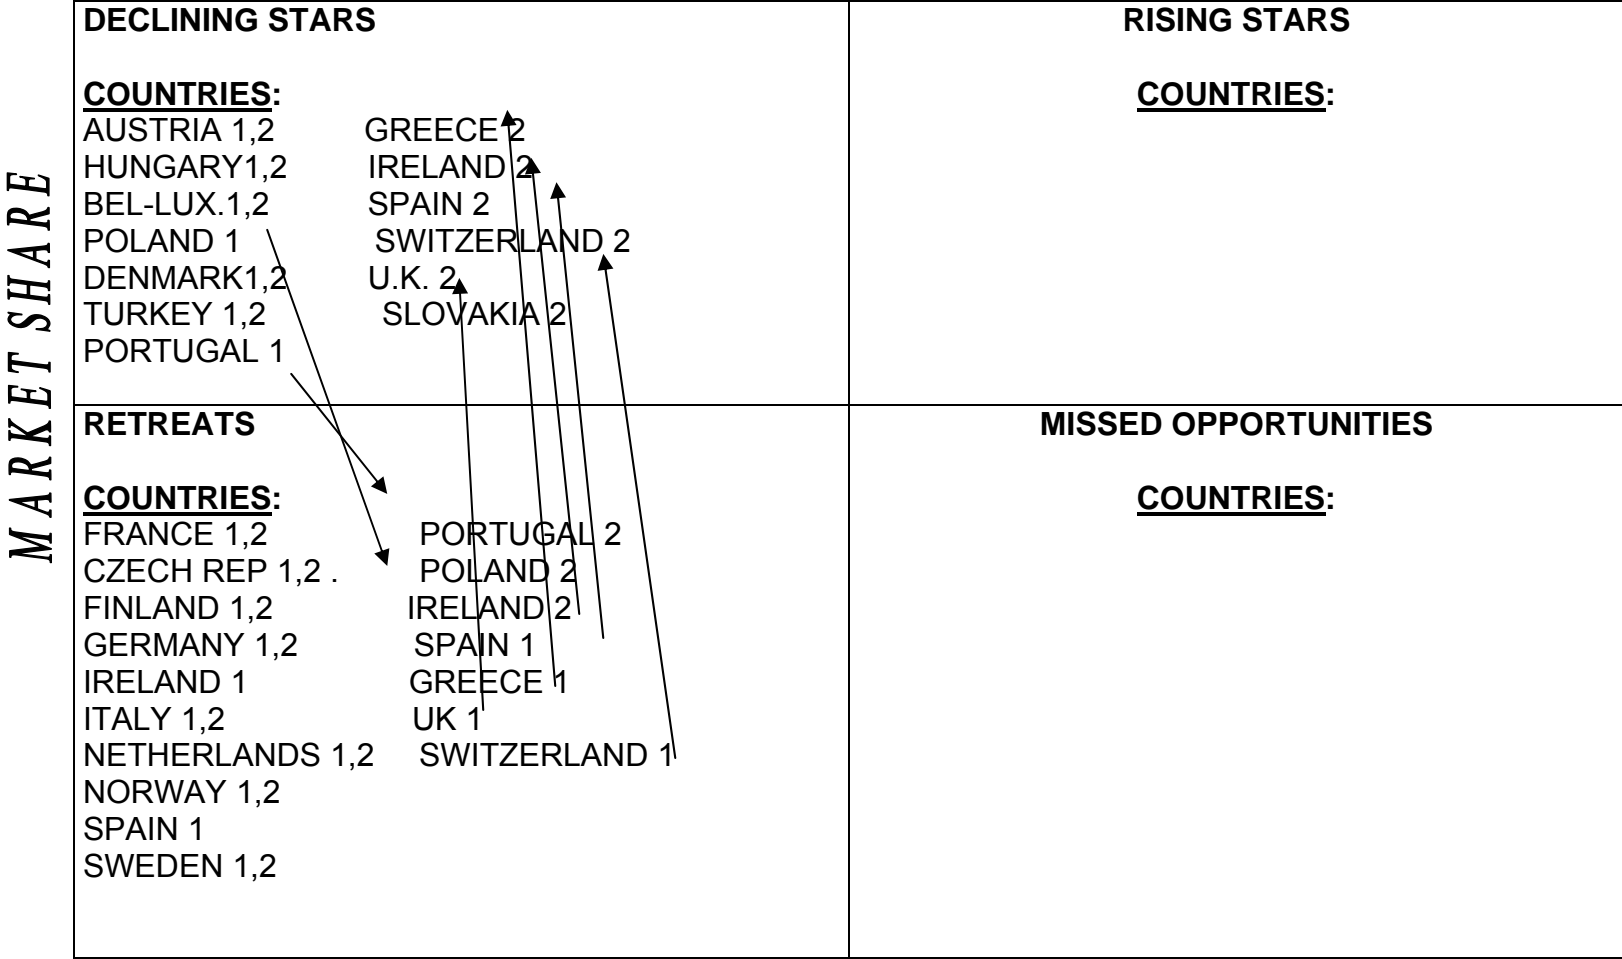 MARKET SHARE
DECLINING STARS
COUNTRIES:
AUSTRIA 1,2 GREECE 2
HUNGARY1,2 IRELAND 2
BEL-LUX.1,2 SPAIN 2
POLAND 1 SWITZERLAND 2
DENMARK1,2 U.K. 2
TURKEY 1,2 SLOVAKIA 2
PORTUGAL 1
RISING STARS
COUNTRIES:
RETREATS
COUNTRIES:
FRANCE 1,2 PORTUGAL 2
CZECH REP 1,2 . POLAND 2
FINLAND 1,2 IRELAND 2
GERMANY 1,2 SPAIN 1
IRELAND 1 GREECE 1
ITALY 1,2 UK 1
NETHERLANDS 1,2 SWITZERLAND 1
NORWAY 1,2
SPAIN 1
SWEDEN 1,2
MISSED OPPORTUNITIES
COUNTRIES: